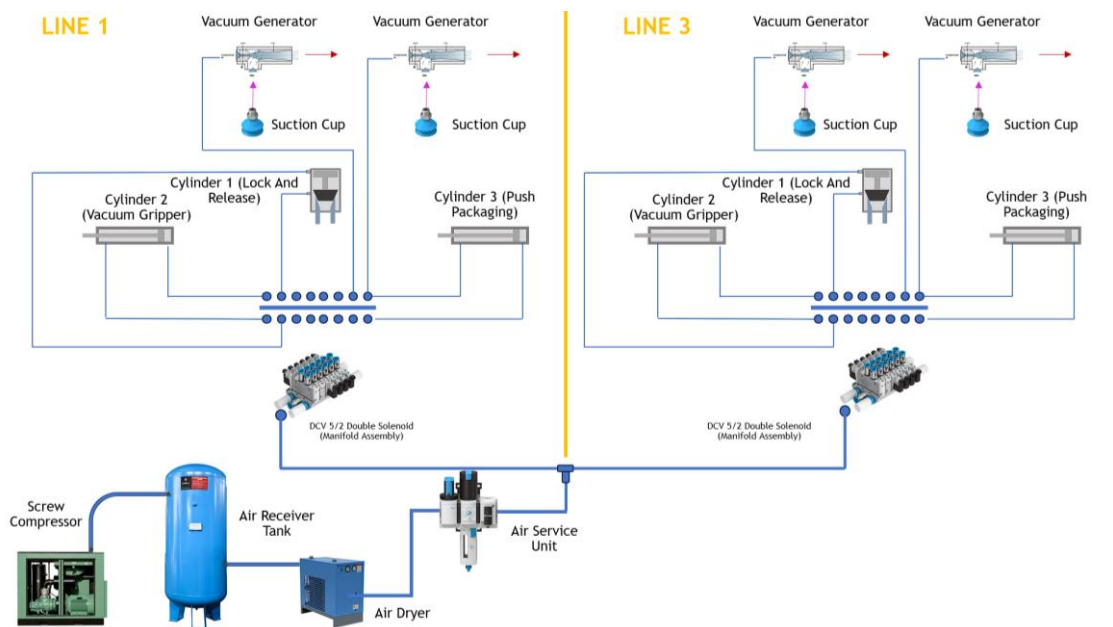 LINE 1
Vacuum Generator
Vacuum Generator
Suction Cup
Suction Cup
Cylinder 1 (Lock And
Release)
Cylinder 2
(Vacuum Gripper)
Cylinder 3 (Push
Packaging)
DCV 5/2 Double Solenoid
(Manifold Assembly)
LINE 3
Vacuum Generator
Vacuum Generator
Suction Cup
Suction Cup
Cylinder 1 (Lock And
Release)
Cylinder 2
(Vacuum Gripper)
Cylinder 3 (Push
Packaging)
DCV 5/2 Double Solenoid
(Manifold Assembly)
Screw
Compressor
Air Receiver
Tank
Air Dryer
Air Service
Unit